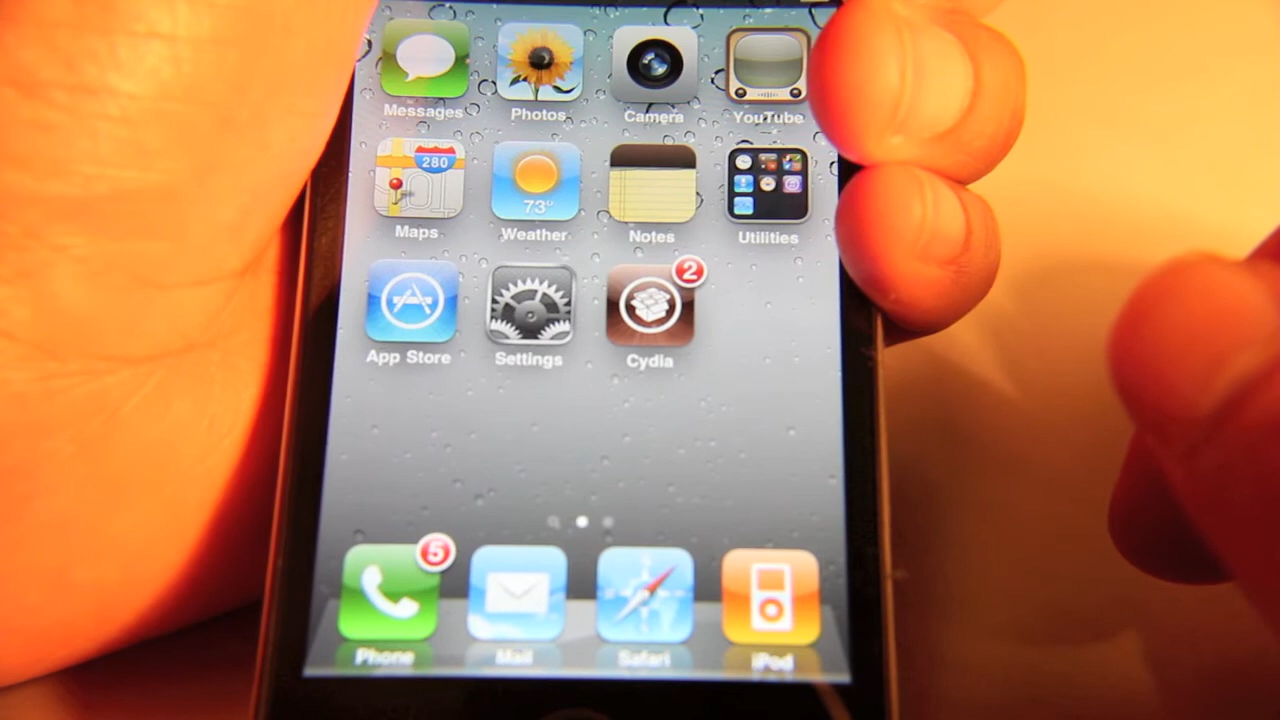 Messages Photos Camera YouTube
280
73°
Maps Weather Notes Utilities
2
App Store Settings Cydia
5
Phone Mail Safari iPod